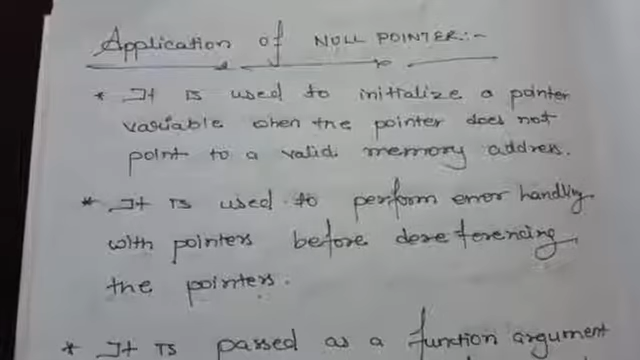 Application of NULL POINTER:-
* It is used to initialize a pointer
variable when the pointer does not
point to a valid memory address.
* It is used to perform error handling
with pointers before dereferencing
the pointers.
* It is passed as a function argument